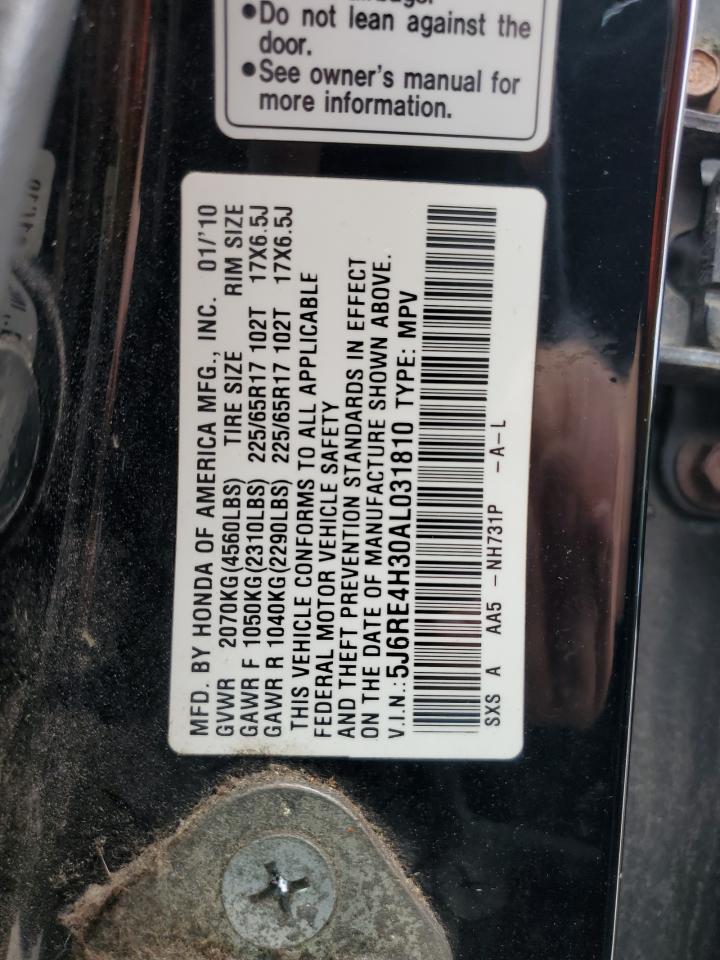 ●Do not lean against the
door.
●See owner's manual for
more information.
MFD. BY HONDA OF AMERICA MFG., INC. 01/'10
GVWR 2070KG(4560LBS) TIRE SIZE RIM SIZE
GAWR F 1050KG(2310LBS) 225/65R17 102T 17X6.5J
GAWR R 1040KG(2290LBS) 225/65R17 102T 17X6.5J
THIS VEHICLE CONFORMS TO ALL APPLICABLE
FEDERAL MOTOR VEHICLE SAFETY
AND THEFT PREVENTION STANDARDS IN EFFECT
ON THE DATE OF MANUFACTURE SHOWN ABOVE.
V.I.N.:5J6RE4H30AL031810 TYPE: MPV
SXS A AA5 -NH731P -A-L